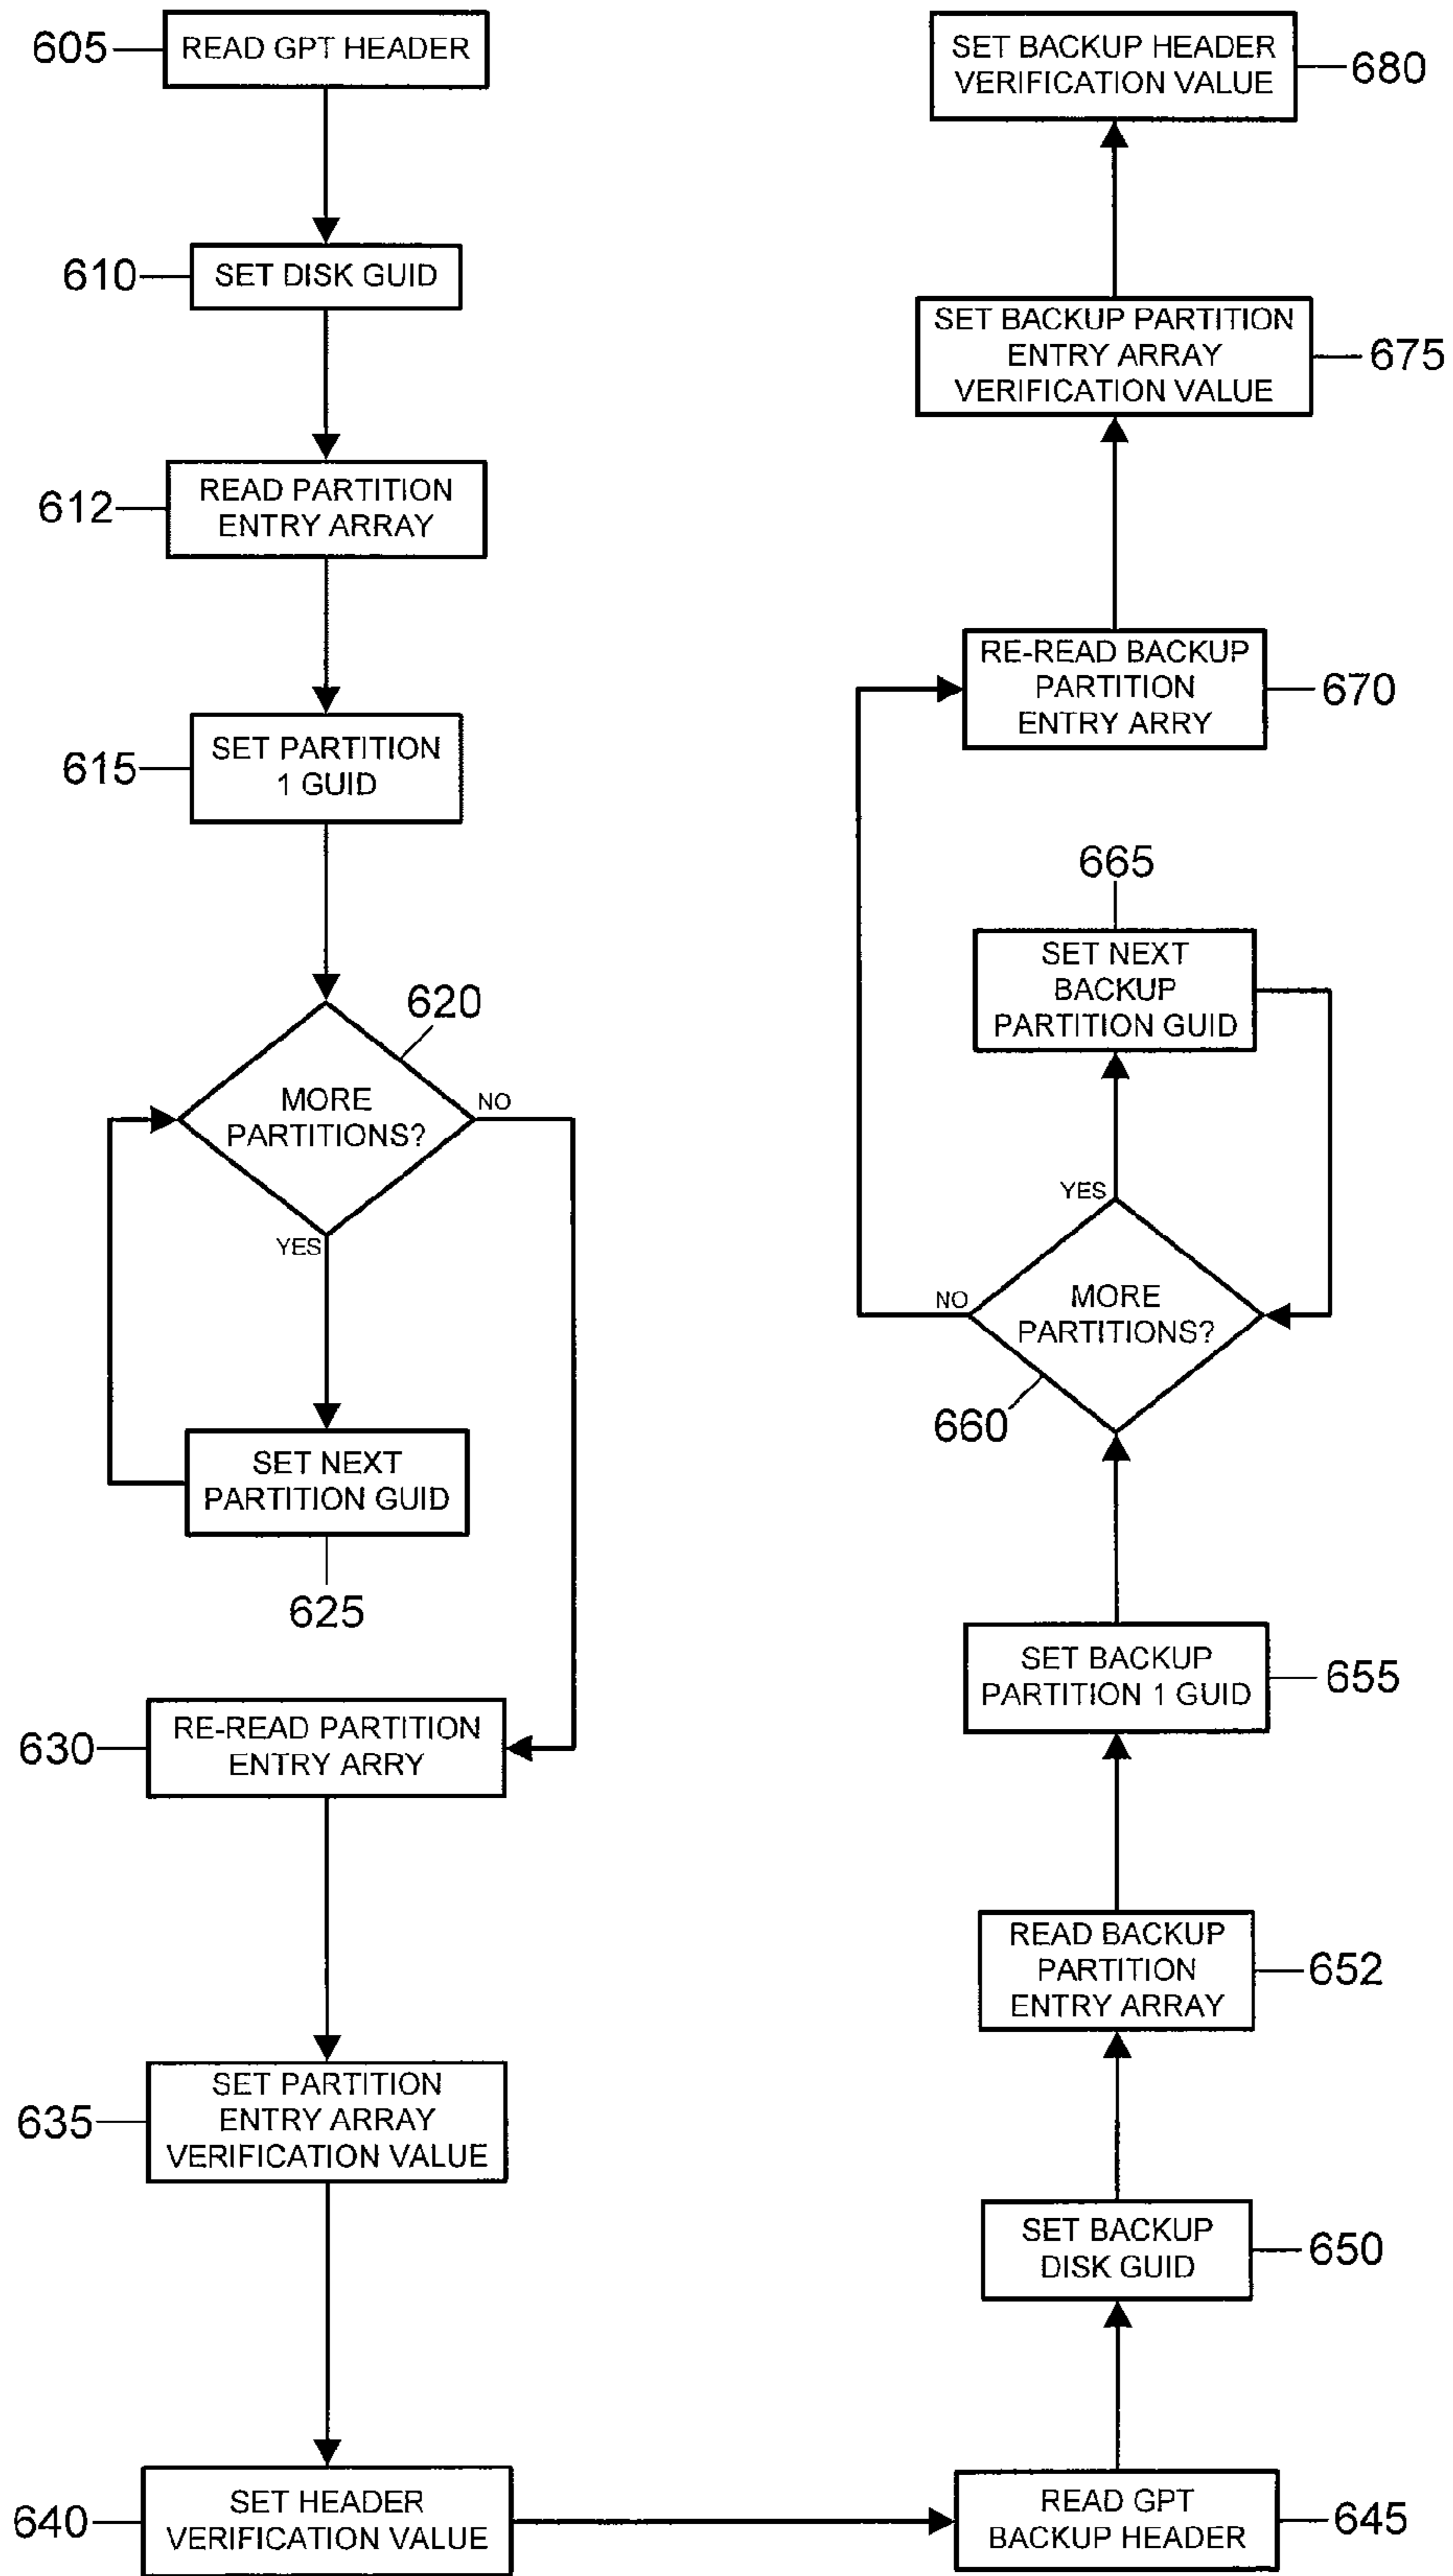 605
READ GPT HEADER
610
SET DISK GUID
612
READ PARTITION
ENTRY ARRAY
615
SET PARTITION
1 GUID
620
MORE
PARTITIONS?
NO
YES
SET NEXT
PARTITION GUID
625
630
RE-READ PARTITION
ENTRY ARRY
635
SET PARTITION
ENTRY ARRAY
VERIFICATION VALUE
640
SET HEADER
VERIFICATION VALUE
READ GPT
BACKUP HEADER
645
SET BACKUP
DISK GUID
650
READ BACKUP
PARTITION
ENTRY ARRAY
652
SET BACKUP
PARTITION 1 GUID
655
MORE
PARTITIONS?
660
NO
YES
665
SET NEXT
BACKUP
PARTITION GUID
RE-READ BACKUP
PARTITION
ENTRY ARRY
670
SET BACKUP PARTITION
ENTRY ARRAY
VERIFICATION VALUE
675
SET BACKUP HEADER
VERIFICATION VALUE
680